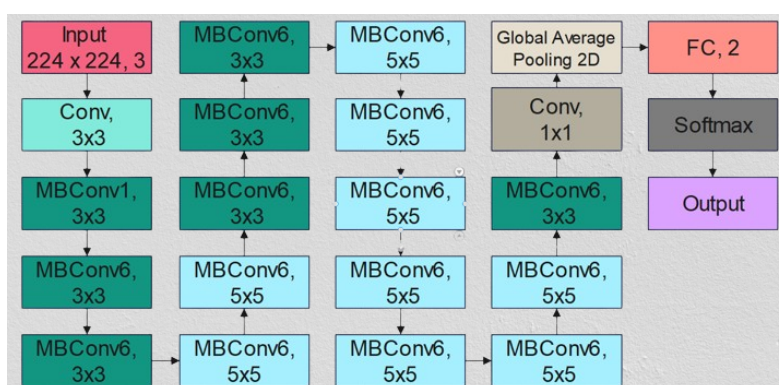 Input
224 x 224, 3
Conv,
3x3
MBConv1,
3x3
MBConv6,
3x3
MBConv6,
3x3
MBConv6,
3x3
MBConv6,
3x3
MBConv6,
3x3
MBConv6,
5x5
MBConv6,
5x5
MBConv6,
5x5
MBConv6,
5x5
MBConv6,
5x5
MBConv6,
5x5
MBConv6,
5x5
Global Average
Pooling 2D
Conv,
1x1
MBConv6,
3x3
MBConv6,
5x5
MBConv6,
5x5
FC, 2
Softmax
Output